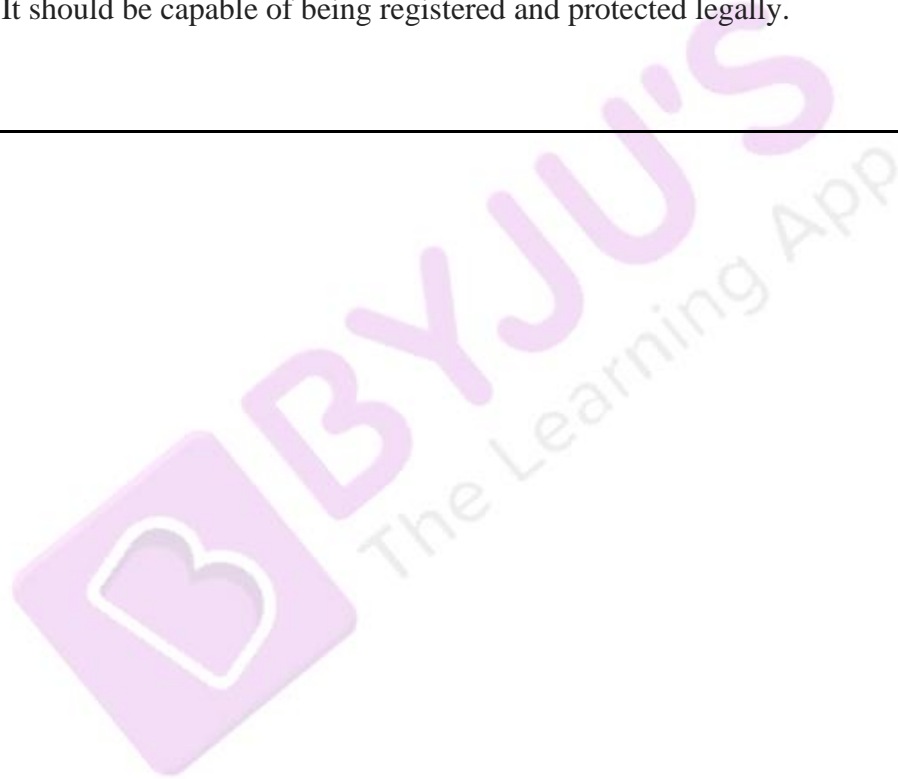 It should be capable of being registered and protected legally.
BYJU'S
The Learning App